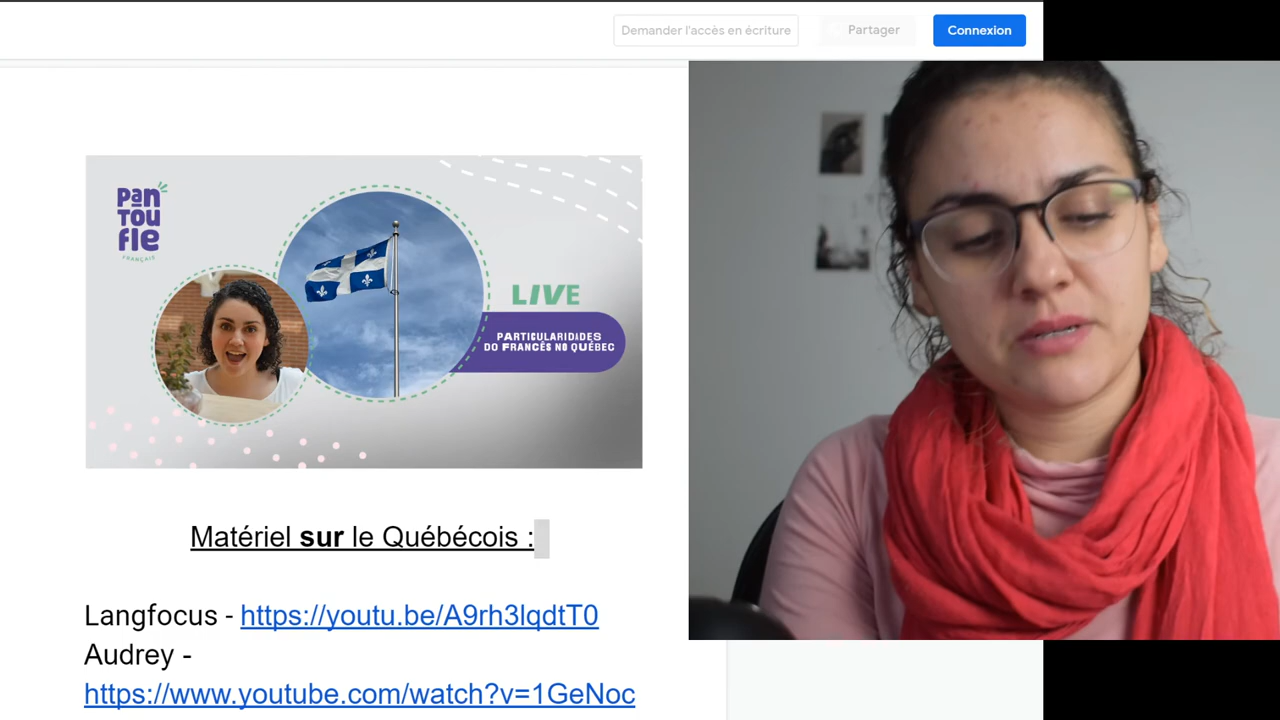 Demander l'accès en écriture
Partager
Connexion
Pan
Tou
fle
FRANÇAIS
LIVE
PARTICULARIDIDES
DO FRANCÊS NO QUÉBEC
Matériel sur le Québécois :
Langfocus - https://youtu.be/A9rh3lqdtT0
Audrey -
https://www.youtube.com/watch?v=1GeNoc